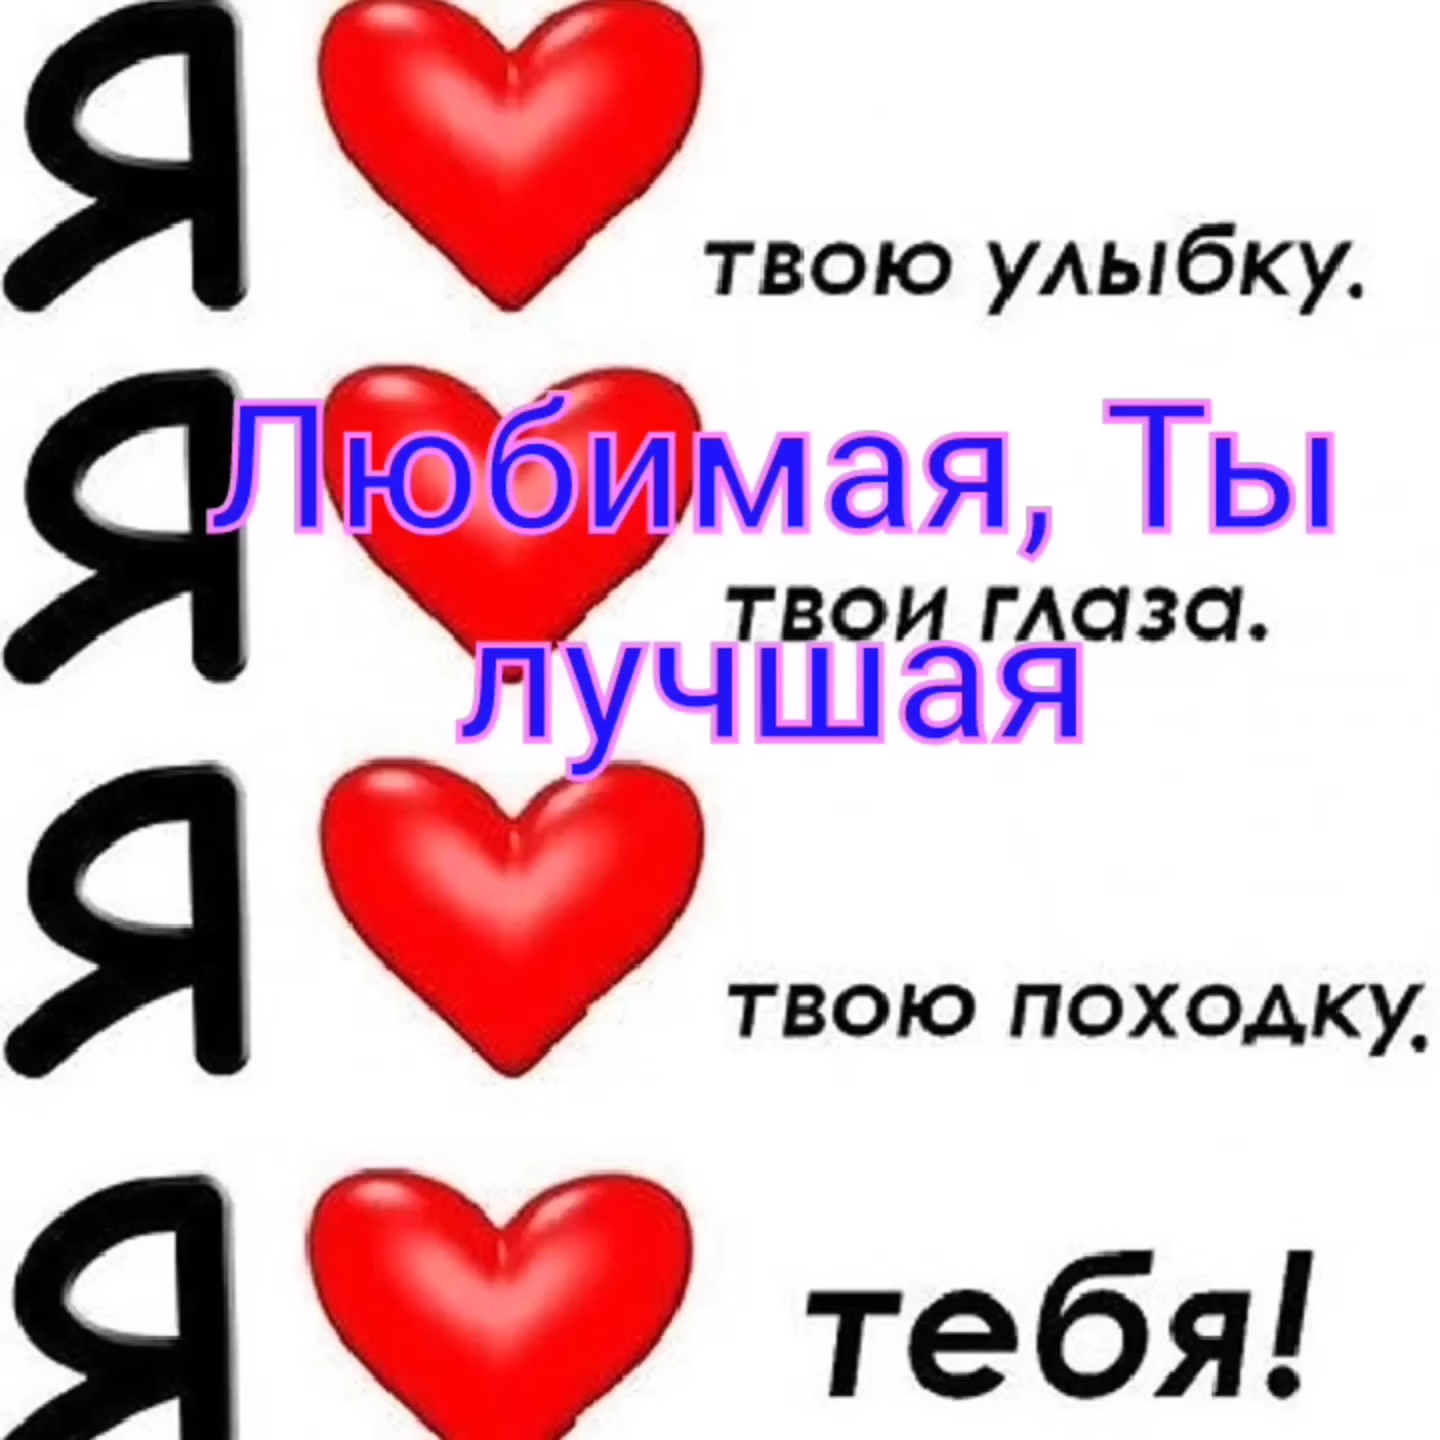 Я твою улыбку.
Я
Любимая, Ты
твои глаза.
лучшая
Я твою походку.
Я тебя!